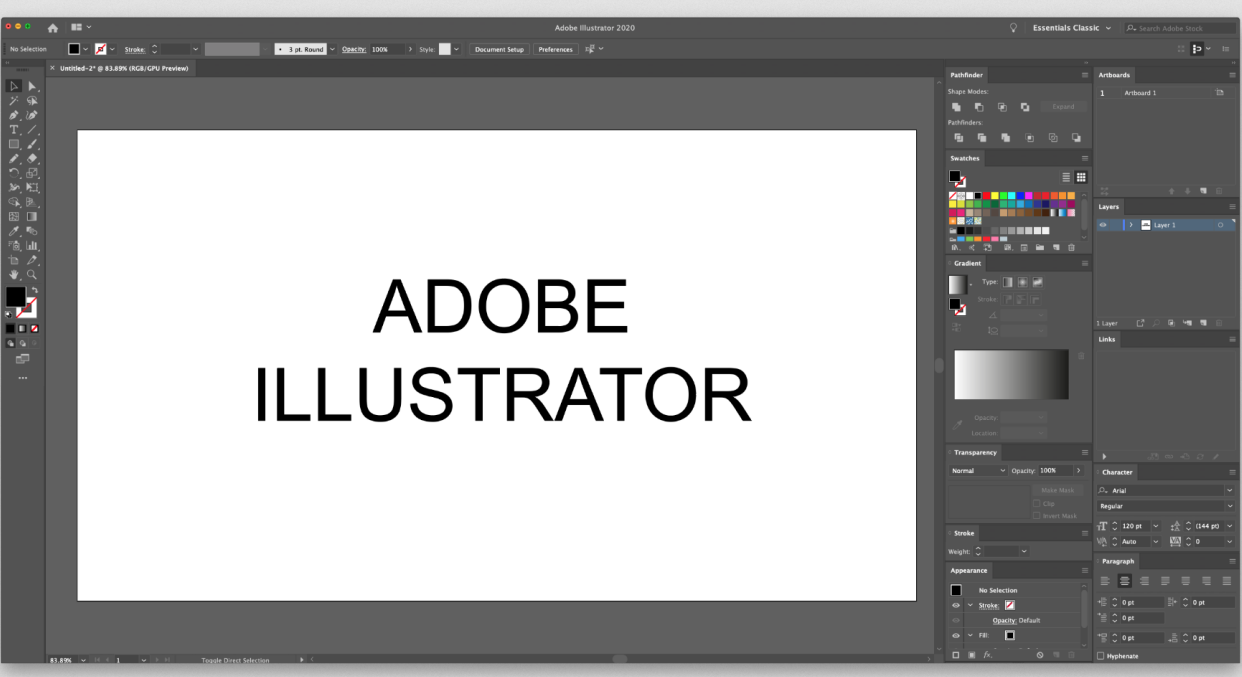 Adobe Illustrator 2020
Essentials Classic
Search Adobe Stock
No Selection
Stroke:
3 pt. Round
Opacity: 100%
Style:
Document Setup
Preferences
× Untitled-2* @ 83.89% (RGB/GPU Preview)
ADOBE
ILLUSTRATOR
83.89%
1
Toggle Direct Selection
Pathfinder
Shape Modes:
Expand
Pathfinders:
Swatches
Gradient
Type:
Stroke:
Opacity:
Location:
Transparency
Normal
Opacity: 100%
Make Mask
Clip
Invert Mask
Stroke
Weight:
Appearance
No Selection
Stroke:
Opacity: Default
Fill:
fx.
Artboards
1 Artboard 1
Layers
Layer 1
1 Layer
Links
Character
Arial
Regular
120 pt
(144 pt)
Auto
0
Paragraph
0 pt
0 pt
0 pt
0 pt
0 pt
Hyphenate